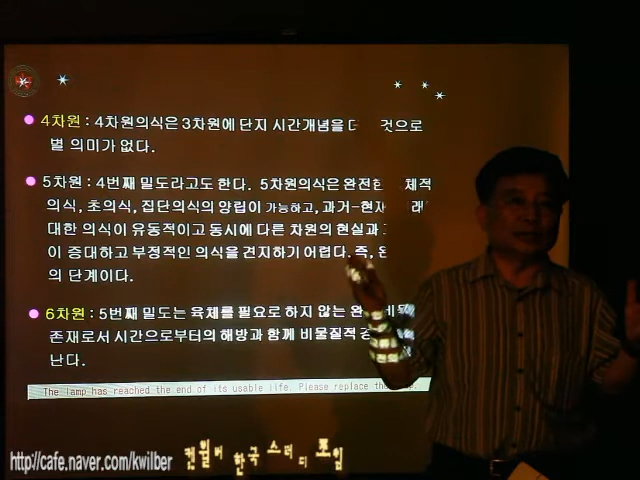 4차원 : 4차원의식은 3차원에 단지 시간개념을 더 것으로
별 의미가 없다.
5차원 : 4번째 밀도라고도 한다. 5차원의식은 완전한 체적
의식, 초의식, 집단의식의 양립이 가능하고, 과거-현재 래
대한 의식이 유동적이고 동시에 다른 차원의 현실과
이 증대하고 부정적인 의식을 견지하기 어렵다. 즉,
의 단계이다.
6차원 : 5번째 밀도는 육체를 필요로 하지 않는
존재로서 시간으로부터의 해방과 함께 비물질적
난다.
The lamp has reached the end of its usable life. Please replace the
http://cafe.naver.com/kwilber 켄윌버 한국 스터디 모임